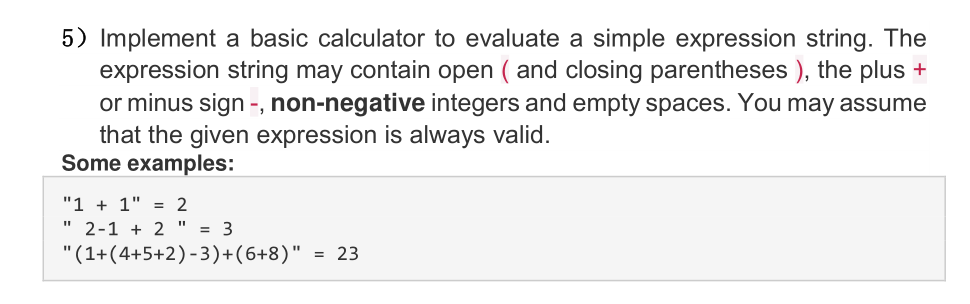 5) Implement a basic calculator to evaluate a simple expression string. The
expression string may contain open ( and closing parentheses ), the plus +
or minus sign -, non-negative integers and empty spaces. You may assume
that the given expression is always valid.
Some examples:
"1 + 1" = 2
" 2-1 + 2 " = 3
"(1+(4+5+2)-3)+(6+8)" = 23